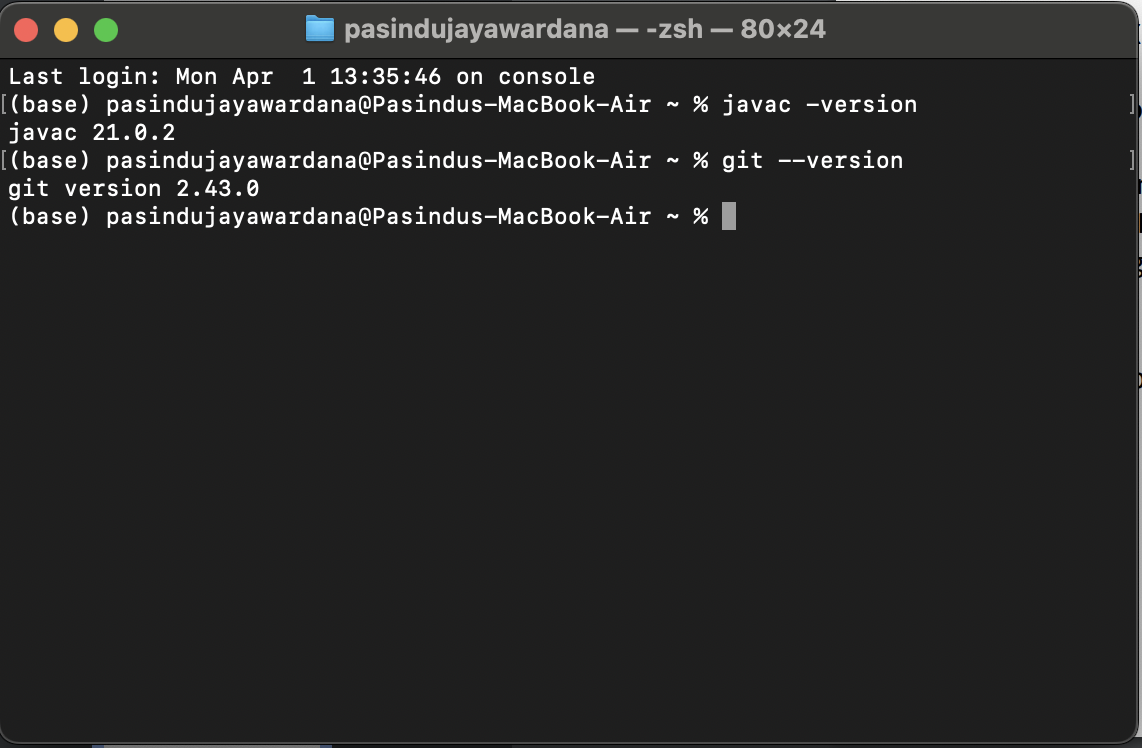 pasindujayawardana — -zsh — 80×24
Last login: Mon Apr  1 13:35:46 on console
[(base) pasindujayawardana@Pasindus-MacBook-Air ~ % javac -version ]
javac 21.0.2
[(base) pasindujayawardana@Pasindus-MacBook-Air ~ % git --version ]
git version 2.43.0
(base) pasindujayawardana@Pasindus-MacBook-Air ~ %